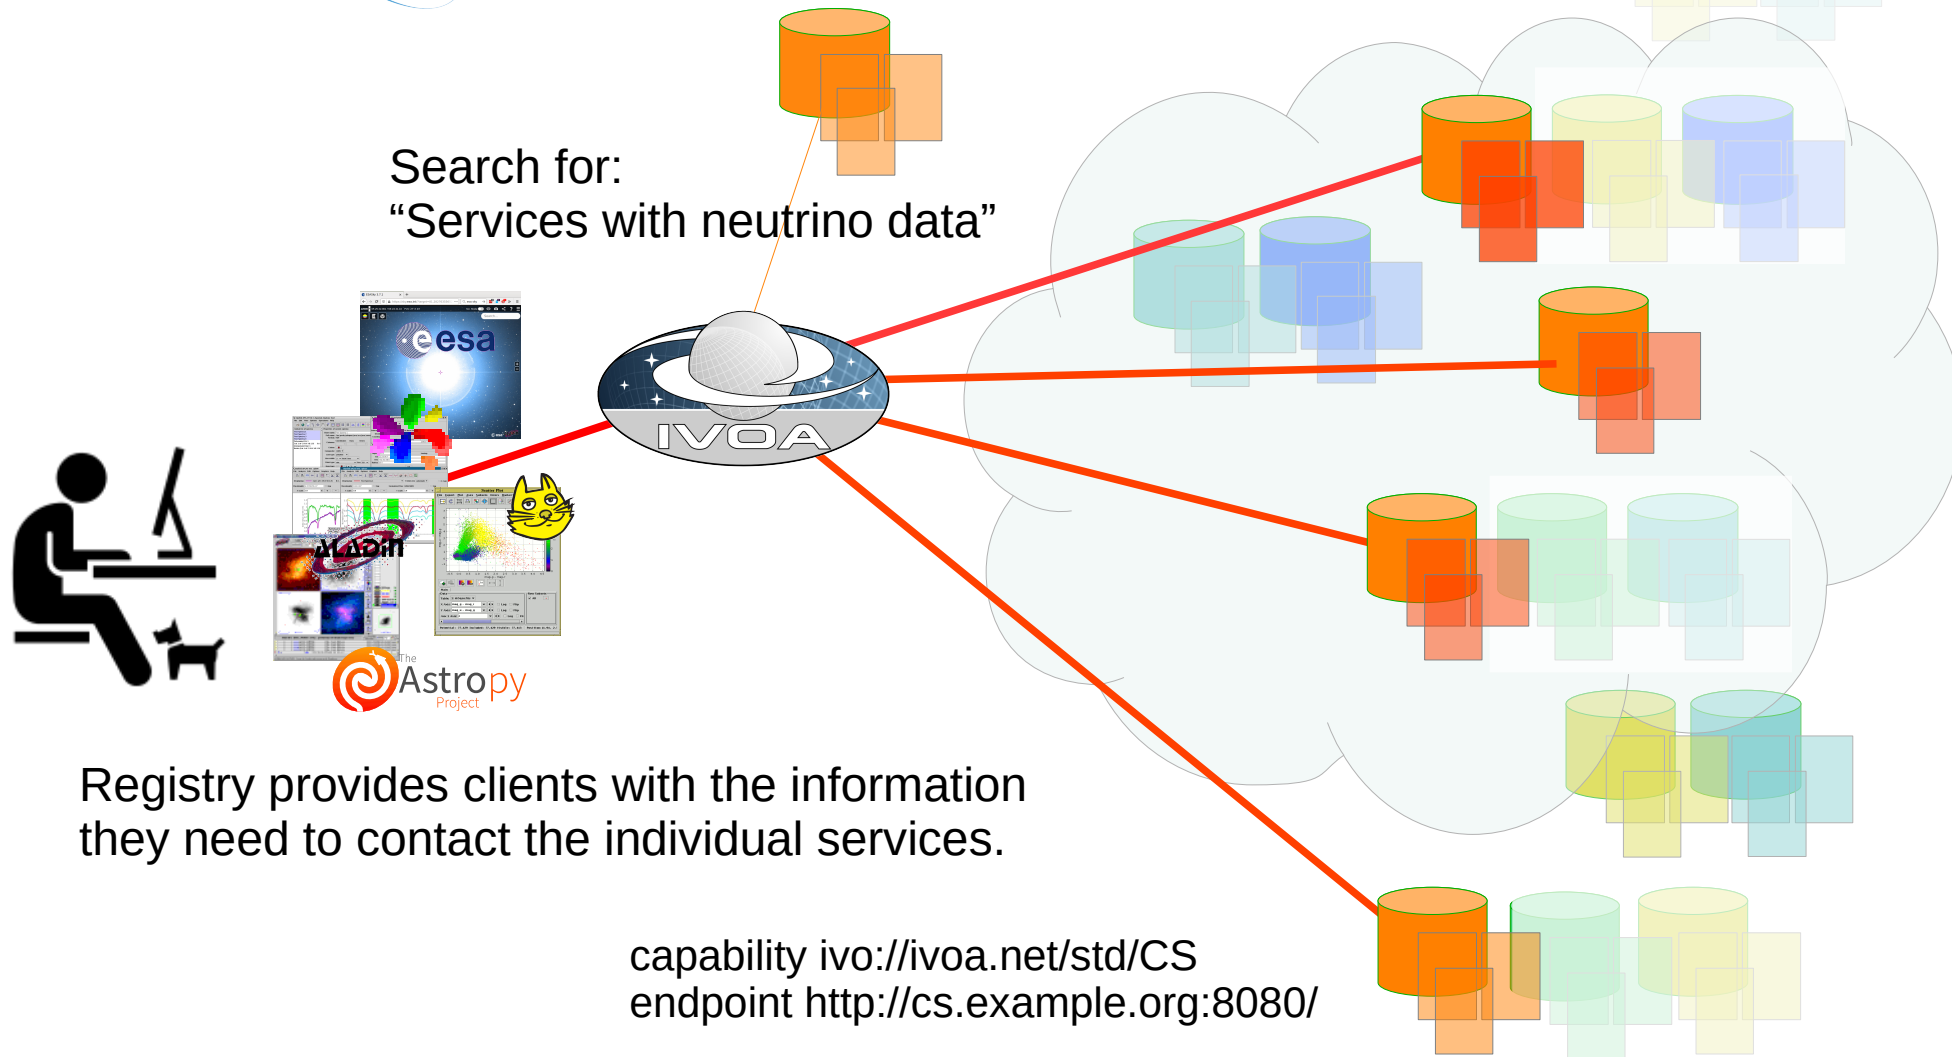 Search for:
“Services with neutrino data”
esa
IVOA
ALADin
The
Astropy
Project
Registry provides clients with the information
they need to contact the individual services.
capability ivo://ivoa.net/std/CS
endpoint http://cs.example.org:8080/